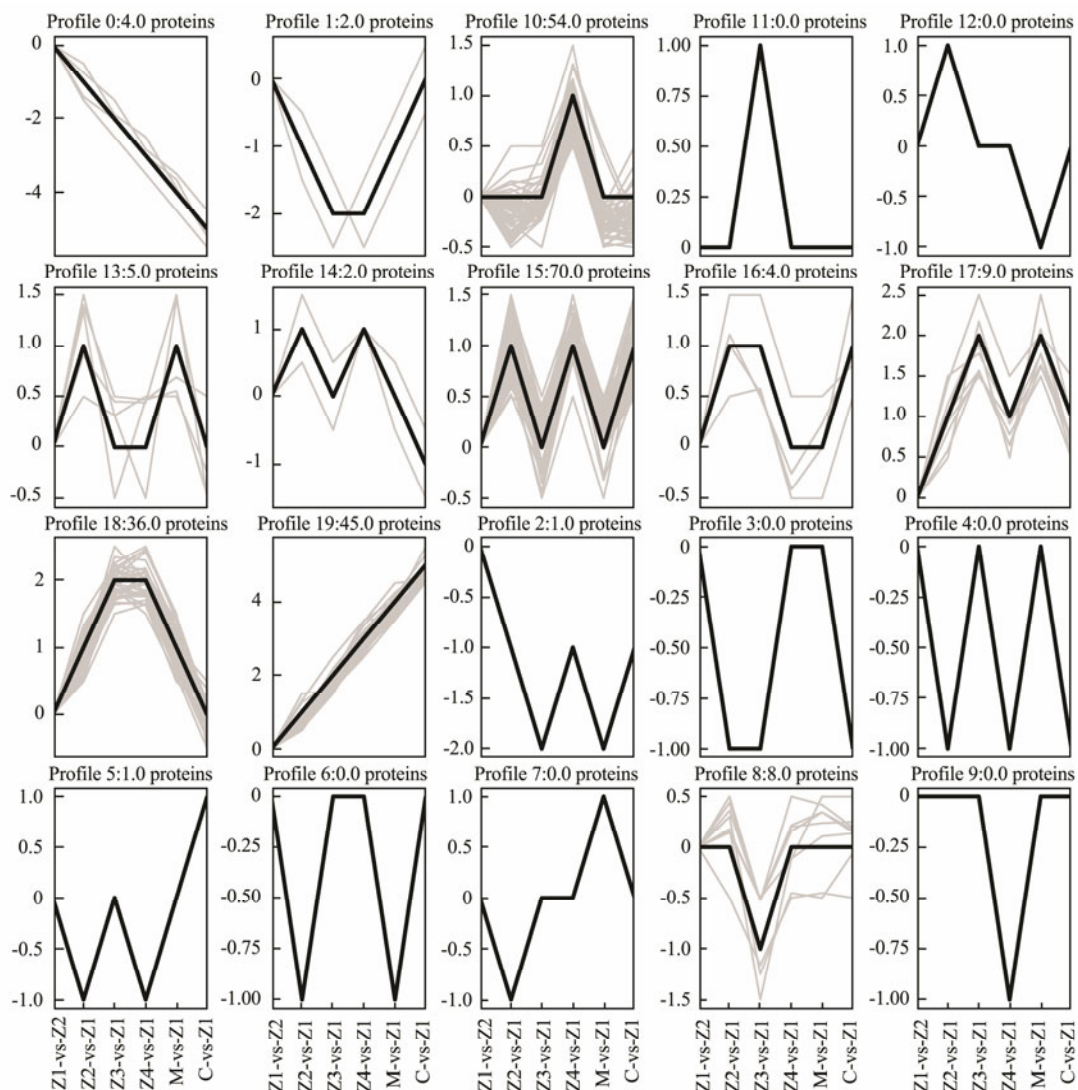 Profile 0:4.0 proteins
Profile 1:2.0 proteins
Profile 10:54.0 proteins
Profile 11:0.0 proteins
Profile 12:0.0 proteins
0
-2
-4
0
-1
-2
1.5
1.0
0.5
0
-0.5
1.00
0.75
0.50
0.25
0
1.0
0.5
0
-0.5
-1.0
Profile 13:5.0 proteins
Profile 14:2.0 proteins
Profile 15:70.0 proteins
Profile 16:4.0 proteins
Profile 17:9.0 proteins
1.5
1.0
0.5
0
-0.5
1
0
-1
1.5
1.0
0.5
0
-0.5
1.5
1.0
0.5
0
-0.5
2.5
2.0
1.5
1.0
0.5
0
Profile 18:36.0 proteins
Profile 19:45.0 proteins
Profile 2:1.0 proteins
Profile 3:0.0 proteins
Profile 4:0.0 proteins
2
1
0
4
2
0
0
-0.5
-1.0
-1.5
-2.0
0
-0.25
-0.50
-0.75
-1.00
0
-0.25
-0.50
-0.75
-1.00
Profile 5:1.0 proteins
Profile 6:0.0 proteins
Profile 7:0.0 proteins
Profile 8:8.0 proteins
Profile 9:0.0 proteins
1.0
0.5
0
-0.5
-1.0
0
-0.25
-0.50
-0.75
-1.00
1.0
0.5
0
-0.5
-1.0
0.5
0
-0.5
-1.0
-1.5
0
-0.25
-0.50
-0.75
-1.00
Z1-vs-Z2
Z2-vs-Z1
Z3-vs-Z1
Z4-vs-Z1
M-vs-Z1
C-vs-Z1
Z1-vs-Z2
Z2-vs-Z1
Z3-vs-Z1
Z4-vs-Z1
M-vs-Z1
C-vs-Z1
Z1-vs-Z2
Z2-vs-Z1
Z3-vs-Z1
Z4-vs-Z1
M-vs-Z1
C-vs-Z1
Z1-vs-Z2
Z2-vs-Z1
Z3-vs-Z1
Z4-vs-Z1
M-vs-Z1
C-vs-Z1
Z1-vs-Z2
Z2-vs-Z1
Z3-vs-Z1
Z4-vs-Z1
M-vs-Z1
C-vs-Z1